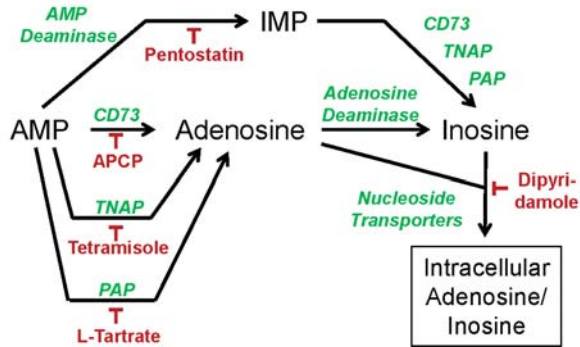 AMP
Deaminase
IMP
Pentostatin
CD73
TNAP
PAP
AMP
CD73
APCP
Adenosine
Adenosine
Deaminase
Inosine
TNAP
Tetramisole
PAP
L-Tartrate
Nucleoside
Transporters
Dipyri-
damole
Intracellular
Adenosine/
Inosine